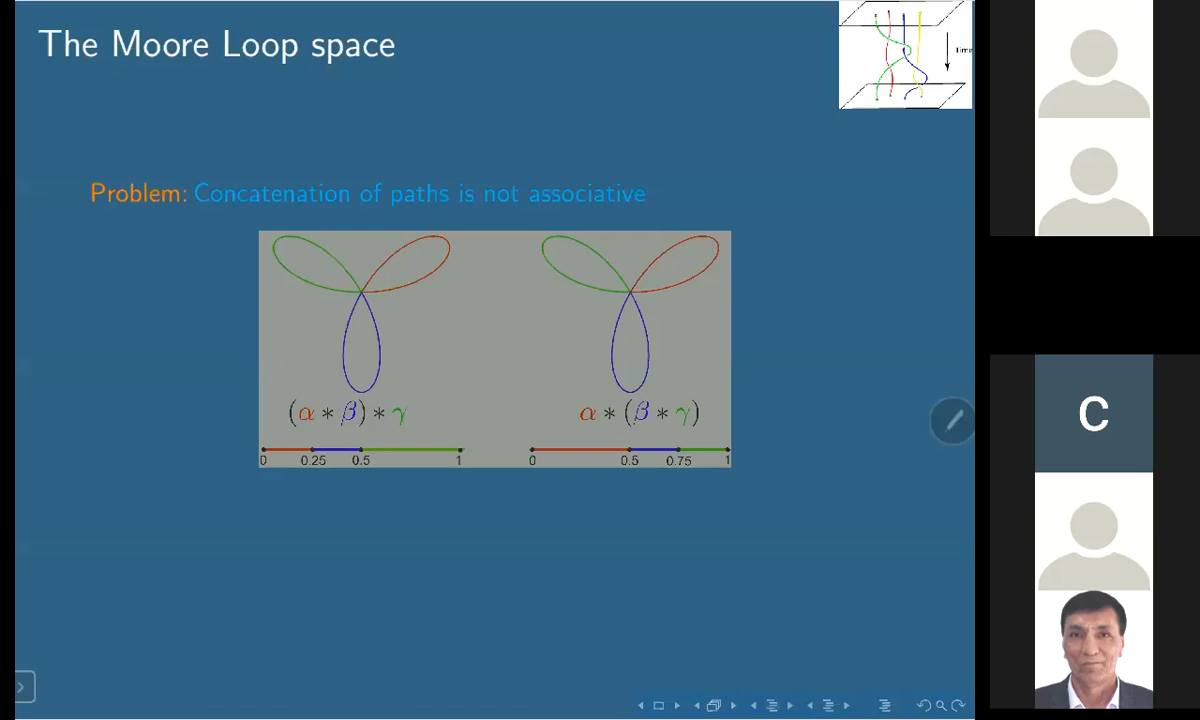 The Moore Loop space
Time
Problem: Concatenation of paths is not associative
(α ∗ β) ∗ γ
α ∗ (β ∗ γ)
0 0.25 0.5 1
0 0.5 0.75 1
C